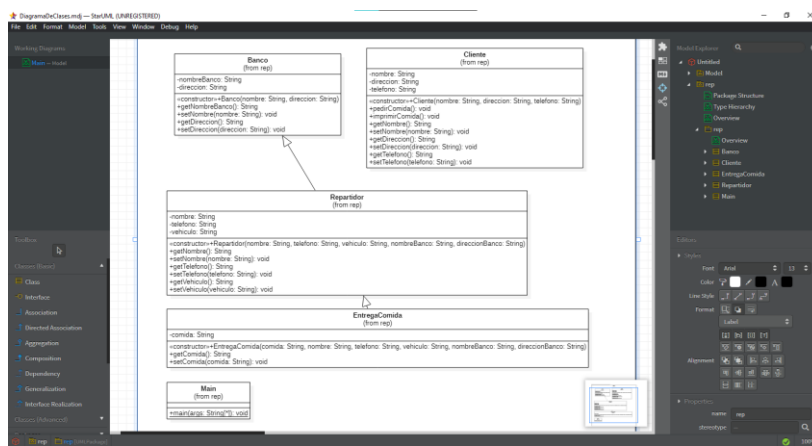 DiagramaDeClases.mdj — StarUML (UNREGISTERED)
File Edit Format Model Tools View Window Debug Help
Working Diagrams
Main — Model
Banco
(from rep)
-nombreBanco: String
-direccion: String
«constructor»+Banco(nombre: String, direccion: String)
+getNombreBanco(): String
+setNombre(nombre: String): void
+getDireccion(): String
+setDireccion(direccion: String): void
Cliente
(from rep)
-nombre: String
-direccion: String
-telefono: String
«constructor»+Cliente(nombre: String, direccion: String, telefono: String)
+pedirComida(): void
+imprimirComida(): void
+getNombre(): String
+setNombre(nombre: String): void
+getDireccion(): String
+setDireccion(direccion: String): void
+getTelefono(): String
+setTelefono(telefono: String): void
Repartidor
(from rep)
-nombre: String
-telefono: String
-vehiculo: String
«constructor»+Repartidor(nombre: String, telefono: String, vehiculo: String, nombreBanco: String, direccionBanco: String)
+getNombre(): String
+setNombre(nombre: String): void
+getTelefono(): String
+setTelefono(telefono: String): void
+getVehiculo(): String
+setVehiculo(vehiculo: String): void
EntregaComida
(from rep)
-comida: String
«constructor»+EntregaComida(comida: String, nombre: String, telefono: String, vehiculo: String, nombreBanco: String, direccionBanco: String)
+getComida(): String
+setComida(comida: String): void
Main
(from rep)
+main(args: String[*]): void
Toolbox
Classes (Basic)
Class
Interface
Association
Directed Association
Aggregation
Composition
Dependency
Generalization
Interface Realization
Classes (Advanced)
Model Explorer
Untitled
Model
rep
Package Structure
Type Hierarchy
Overview
rep
Overview
Banco
Cliente
EntregaComida
Repartidor
Main
Editors
Styles
Font Arial 13
Color
Line Style
Format
Label
Alignment
Properties
name rep
stereotype
rep